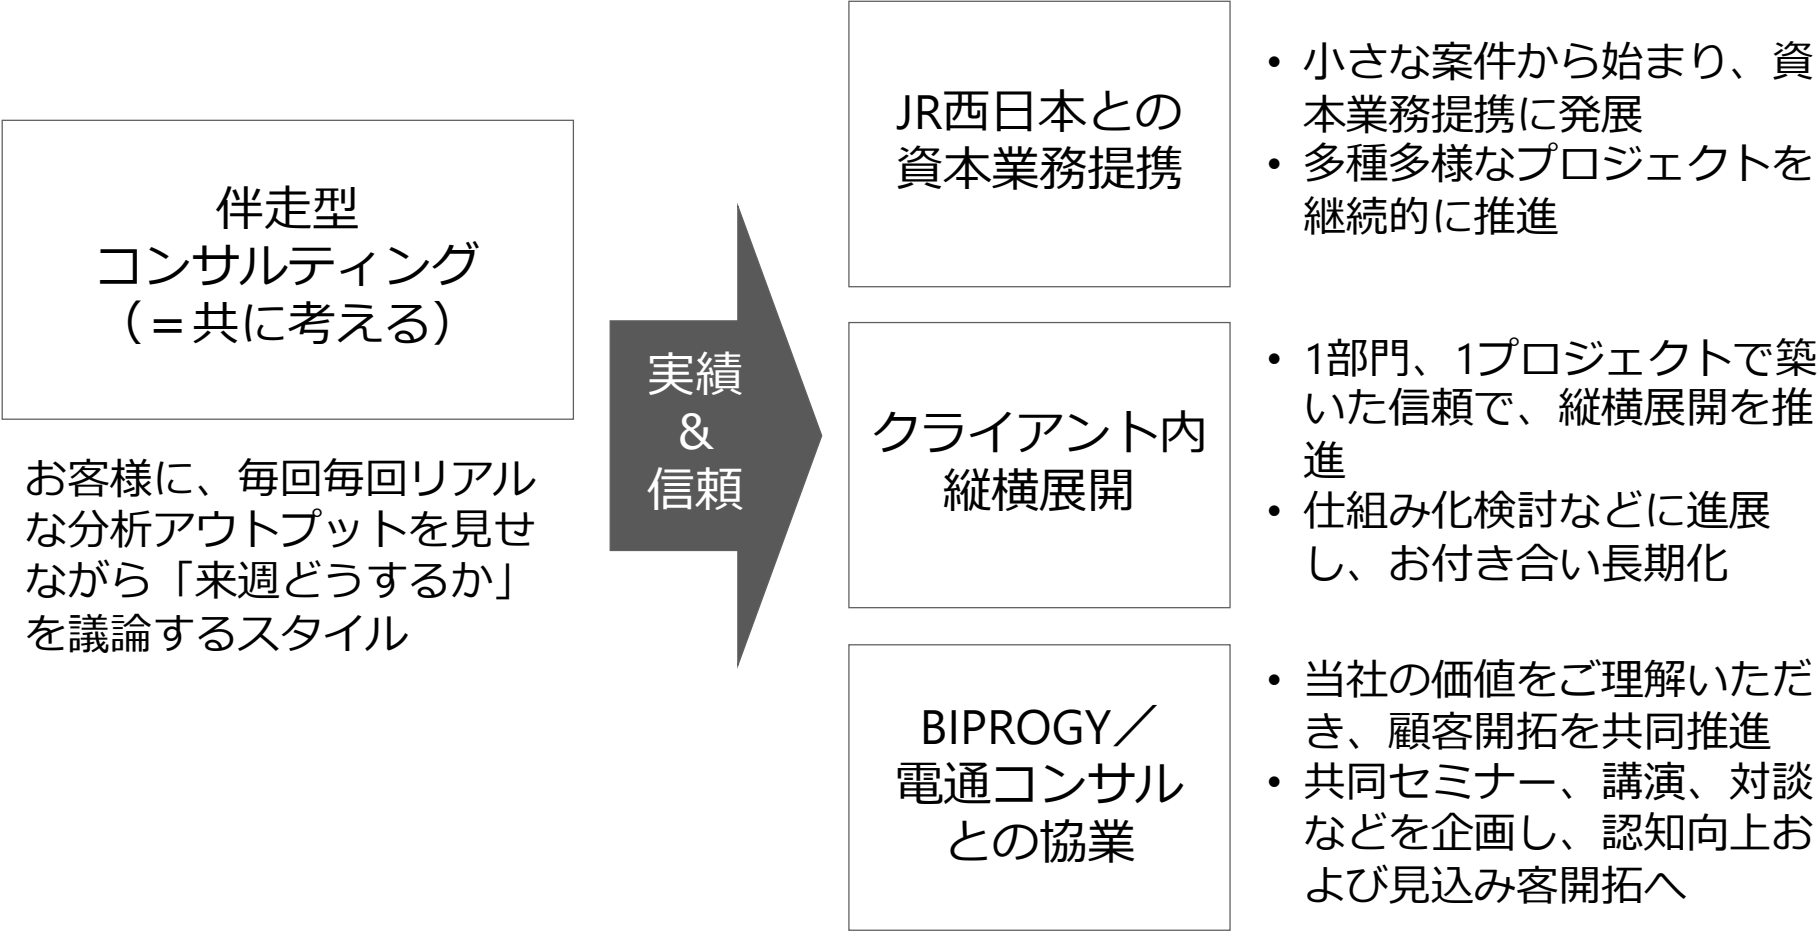 伴走型
コンサルティング
（＝共に考える）
お客様に、毎回毎回リアル
な分析アウトプットを見せ
ながら「来週どうするか」
を議論するスタイル
実績
&
信頼
JR西日本との
資本業務提携
• 小さな案件から始まり、資
本業務提携に発展
• 多種多様なプロジェクトを
継続的に推進
クライアント内
縦横展開
• 1部門、1プロジェクトで築
いた信頼で、縦横展開を推
進
• 仕組み化検討などに進展
し、お付き合い長期化
BIPROGY／
電通コンサル
との協業
• 当社の価値をご理解いただ
き、顧客開拓を共同推進
• 共同セミナー、講演、対談
などを企画し、認知向上お
よび見込み客開拓へ